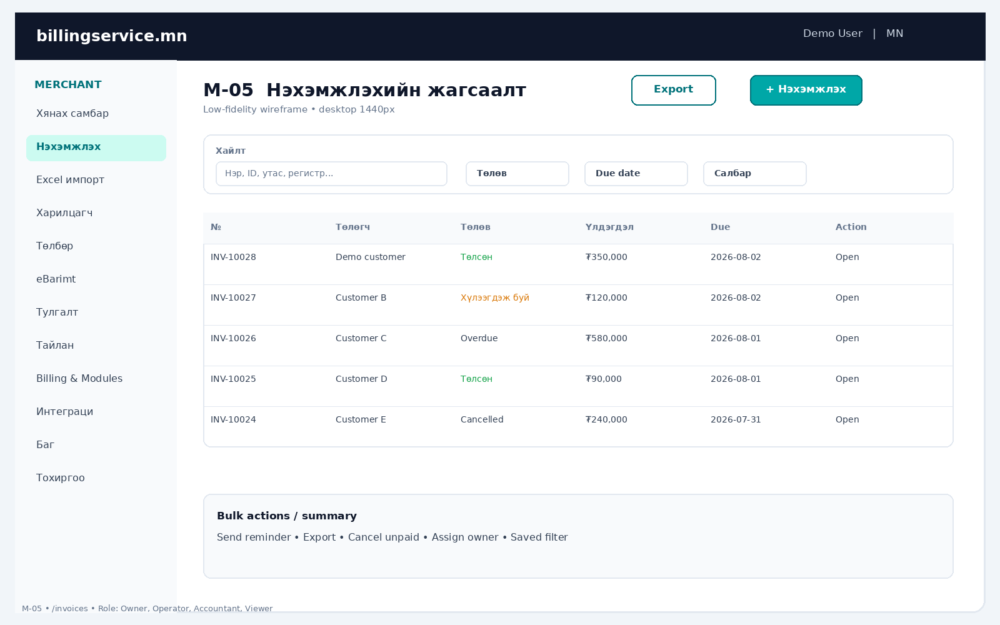 billingservice.mn
Demo User | MN
MERCHANT
Хянах самбар
Нэхэмжлэх
Excel импорт
Харилцагч
Төлбөр
eBarimt
Тулгалт
Тайлан
Billing & Modules
Интеграци
Баг
Тохиргоо
M-05 Нэхэмжлэхийн жагсаалт
Low-fidelity wireframe • desktop 1440px
Export
+ Нэхэмжлэх
Хайлт
Нэр, ID, утас, регистр...
Төлөв
Due date
Салбар
№ Төлөгч Төлөв Үлдэгдэл Due Action
INV-10028 Demo customer Төлсөн ₮350,000 2026-08-02 Open
INV-10027 Customer B Хүлээгдэж буй ₮120,000 2026-08-02 Open
INV-10026 Customer C Overdue ₮580,000 2026-08-01 Open
INV-10025 Customer D Төлсөн ₮90,000 2026-08-01 Open
INV-10024 Customer E Cancelled ₮240,000 2026-07-31 Open
Bulk actions / summary
Send reminder • Export • Cancel unpaid • Assign owner • Saved filter
M-05 • /invoices • Role: Owner, Operator, Accountant, Viewer